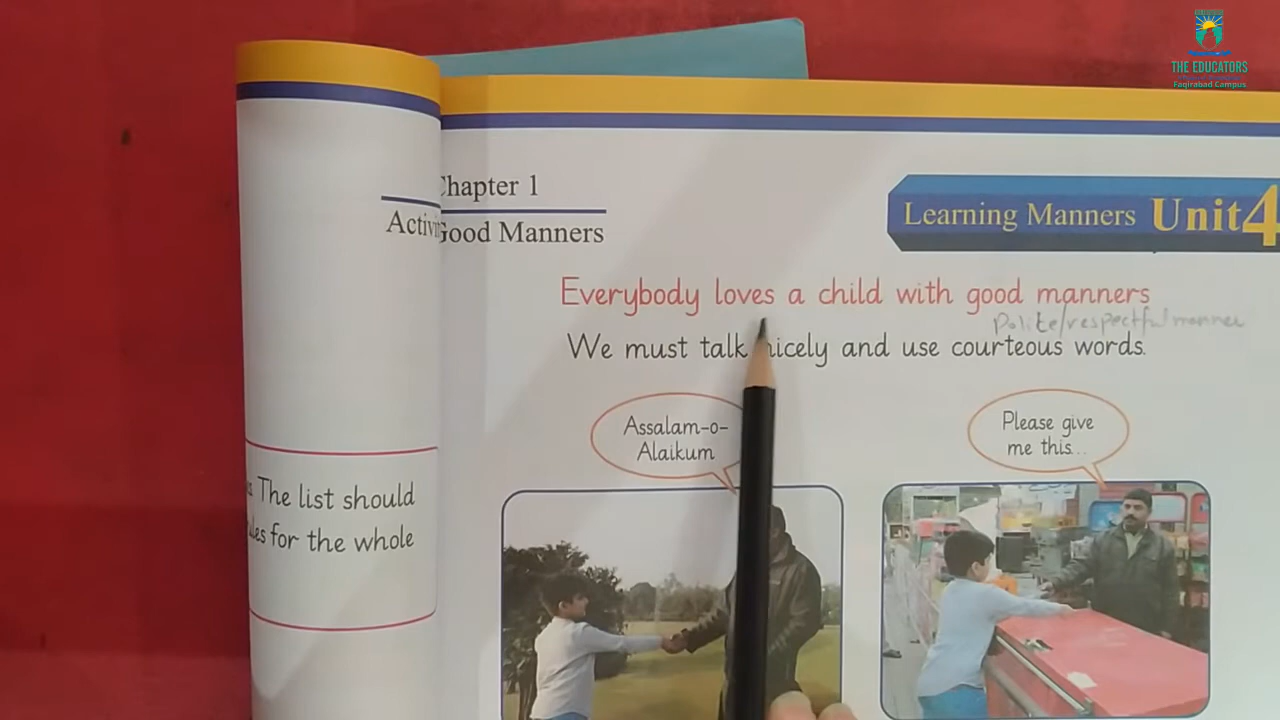 THE EDUCATORS
Faqirabad Campus
Chapter 1
Good Manners
Learning Manners Unit 4
Everybody loves a child with good manners
Polite/respectful manner
We must talk nicely and use courteous words.
Assalam-o-
Alaikum
Please give
me this...
The list should
for the whole